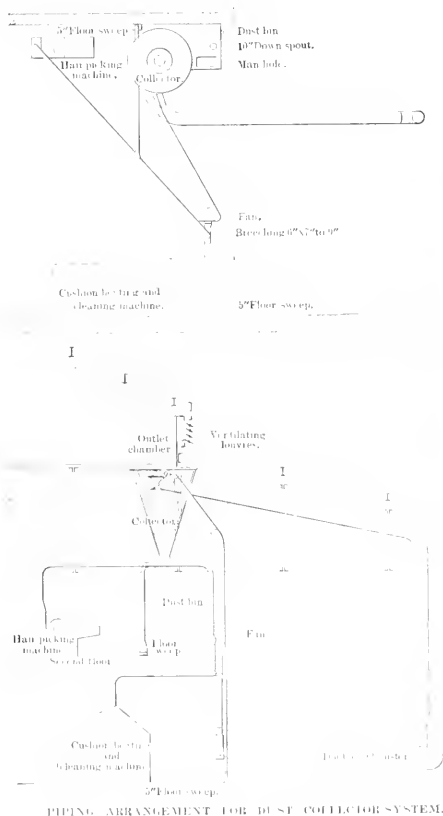 5" Floor sweep
Dust bin
10" Down spout.
Hair picking
machine.
Collector
Man hole.
Fan.
Breeching 6" x 7" to 9"
Cushion beating and
cleaning machine.
5" Floor sweep.
Outlet
chamber
Ventilating
louvres.
Collector
Dust bin
Hair picking
machine
Second floor
Floor
sweep
Fan
Cushion beating
and
cleaning machine
5" Floor sweep.
PIPING ARRANGEMENT FOR DUST COLLECTOR SYSTEM.